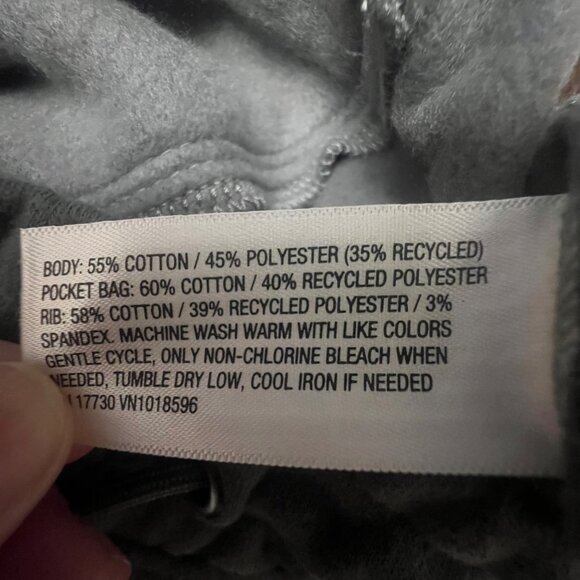 BODY: 55% COTTON / 45% POLYESTER (35% RECYCLED)
POCKET BAG: 60% COTTON / 40% RECYCLED POLYESTER
RIB: 58% COTTON / 39% RECYCLED POLYESTER / 3%
SPANDEX. MACHINE WASH WARM WITH LIKE COLORS
GENTLE CYCLE, ONLY NON-CHLORINE BLEACH WHEN
NEEDED, TUMBLE DRY LOW, COOL IRON IF NEEDED
17730 VN1018596